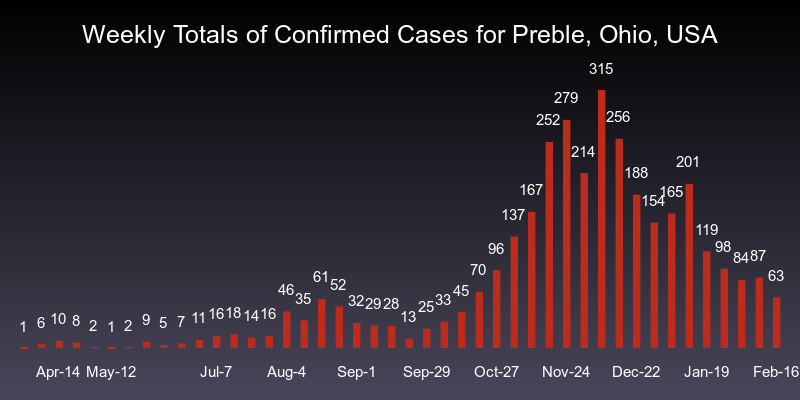 Weekly Totals of Confirmed Cases for Preble, Ohio, USA
1 6 10 8 2 1 2 9 5 7 11 16 18 14 16 46 35 61 52 32 29 28 13 25 33 45 70 96 137 167 252 279 214 315 256 188 154 165 201 119 98 84 87 63
Apr-14 May-12 Jul-7 Aug-4 Sep-1 Sep-29 Oct-27 Nov-24 Dec-22 Jan-19 Feb-16